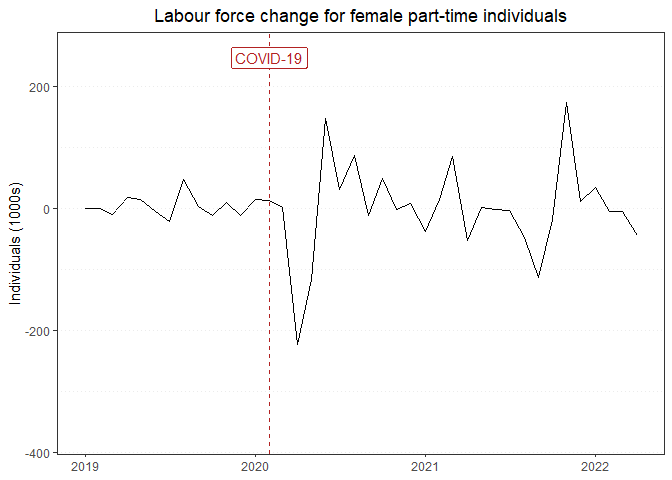 Labour force change for female part-time individuals
COVID-19
200
0
-200
-400
Individuals (1000s)
2019 2020 2021 2022